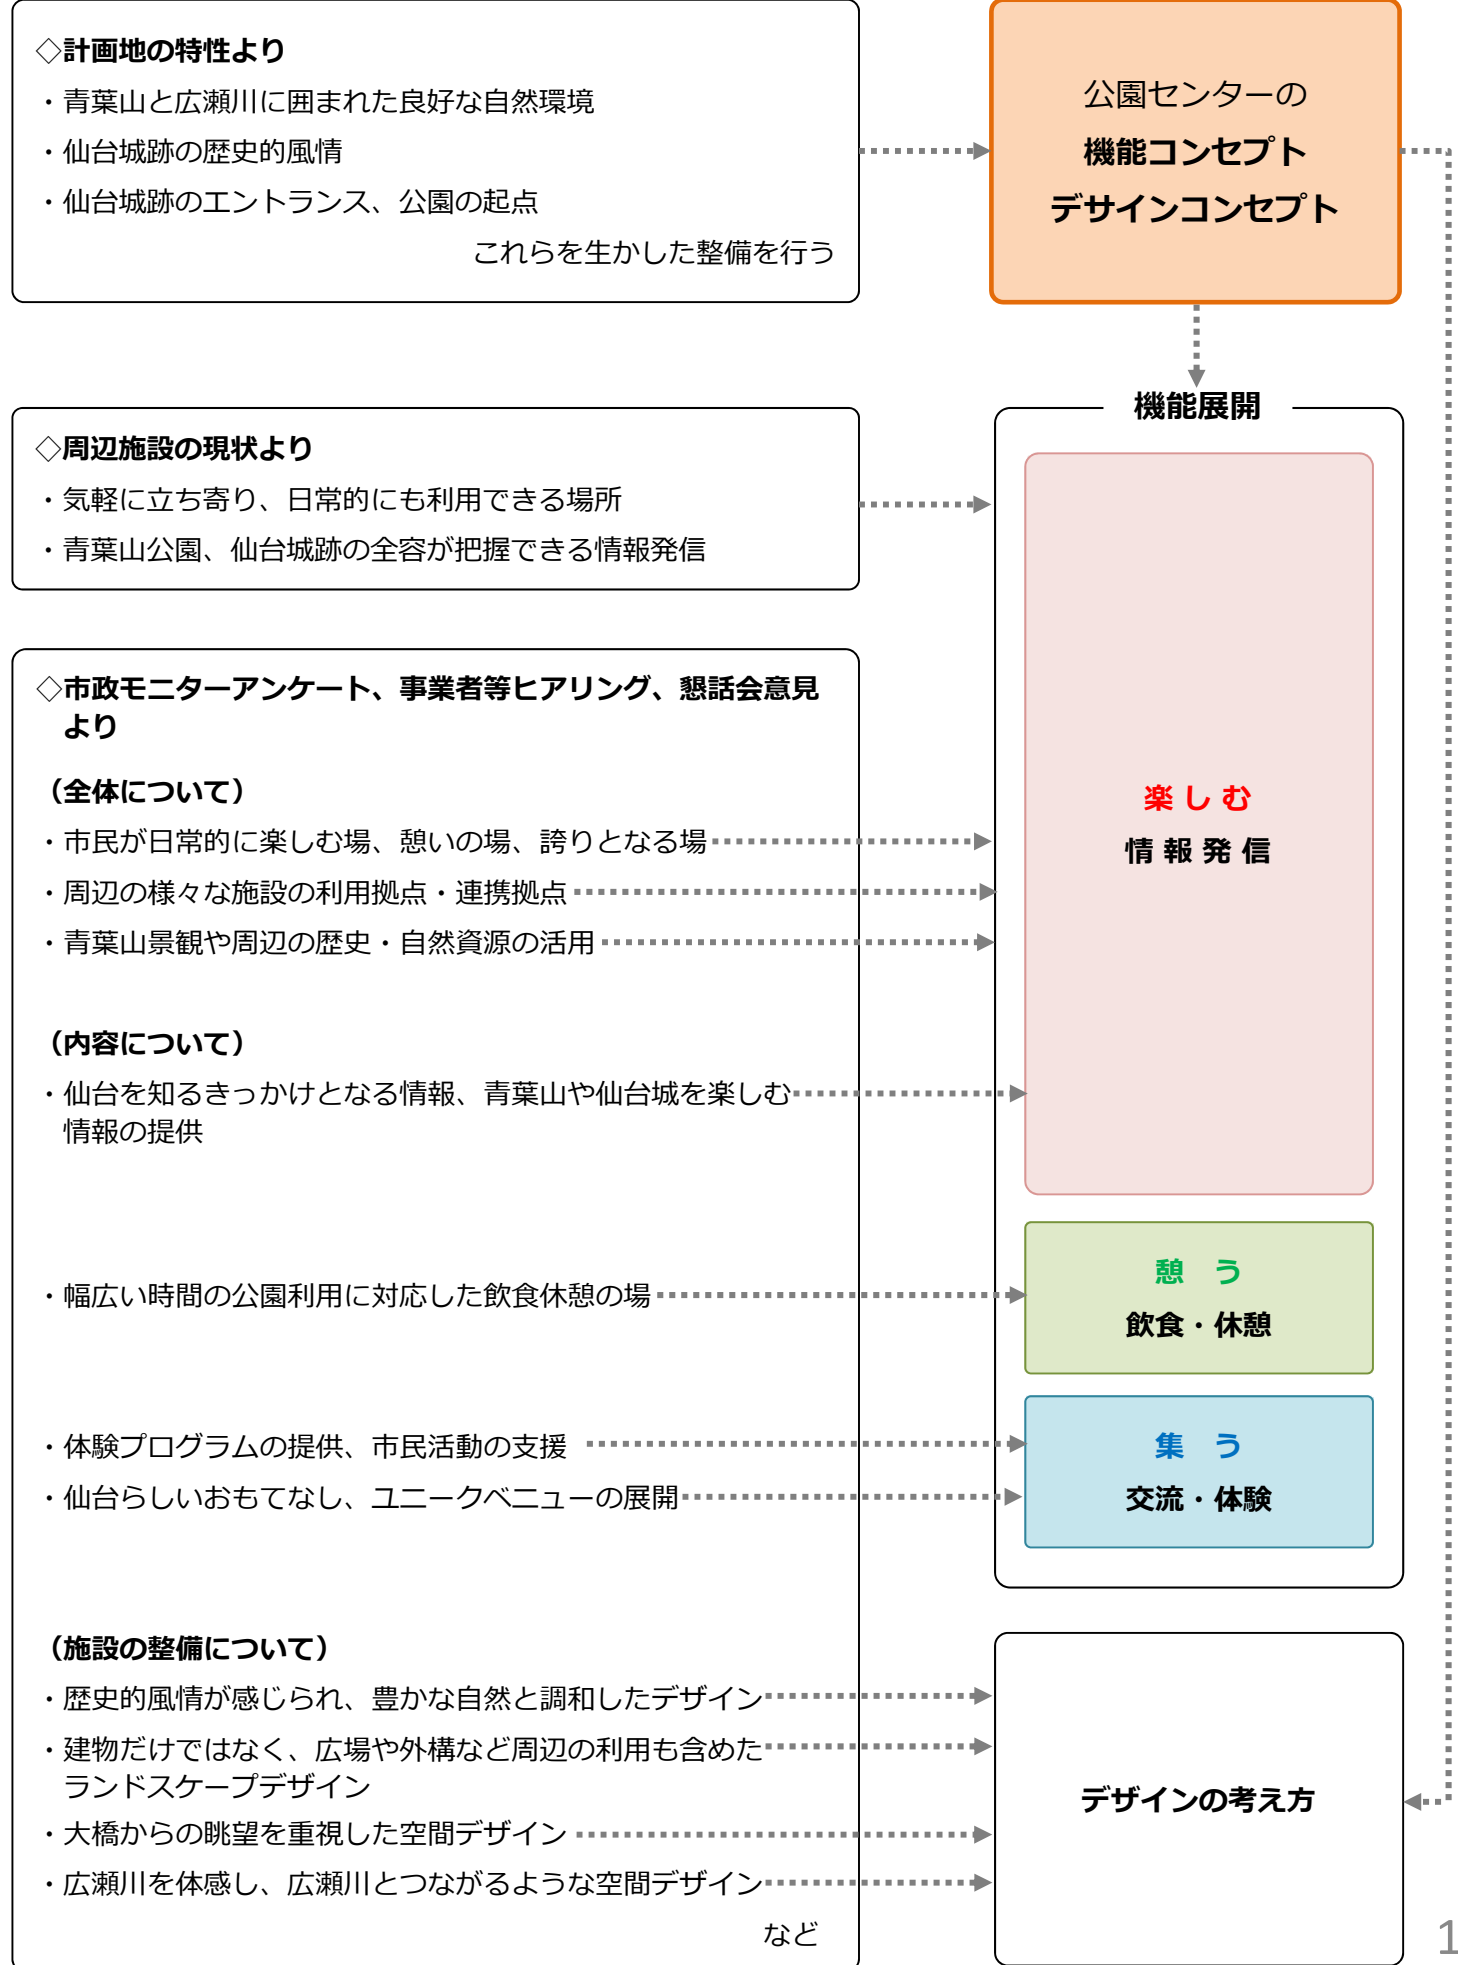 ◇計画地の特性より
・青葉山と広瀬川に囲まれた良好な自然環境
・仙台城跡の歴史的風情
・仙台城跡のエントランス、公園の起点
これらを生かした整備を行う
公園センターの
機能コンセプト
デザインコンセプト
◇周辺施設の現状より
・気軽に立ち寄り、日常的にも利用できる場所
・青葉山公園、仙台城跡の全容が把握できる情報発信
◇市政モニターアンケート、事業者等ヒアリング、懇話会意見
より
（全体について）
・市民が日常的に楽しむ場、憩いの場、誇りとなる場
・周辺の様々な施設の利用拠点・連携拠点
・青葉山景観や周辺の歴史・自然資源の活用
（内容について）
・仙台を知るきっかけとなる情報、青葉山や仙台城を楽しむ
情報の提供
・幅広い時間の公園利用に対応した飲食休憩の場
・体験プログラムの提供、市民活動の支援
・仙台らしいおもてなし、ユニークベニューの展開
（施設の整備について）
・歴史的風情が感じられ、豊かな自然と調和したデザイン
・建物だけではなく、広場や外構など周辺の利用も含めた
ランドスケープデザイン
・大橋からの眺望を重視した空間デザイン
・広瀬川を体感し、広瀬川とつながるような空間デザイン
など
機能展開
楽 し む
情 報 発 信
憩　う
飲食・休憩
集　う
交流・体験
デザインの考え方
1